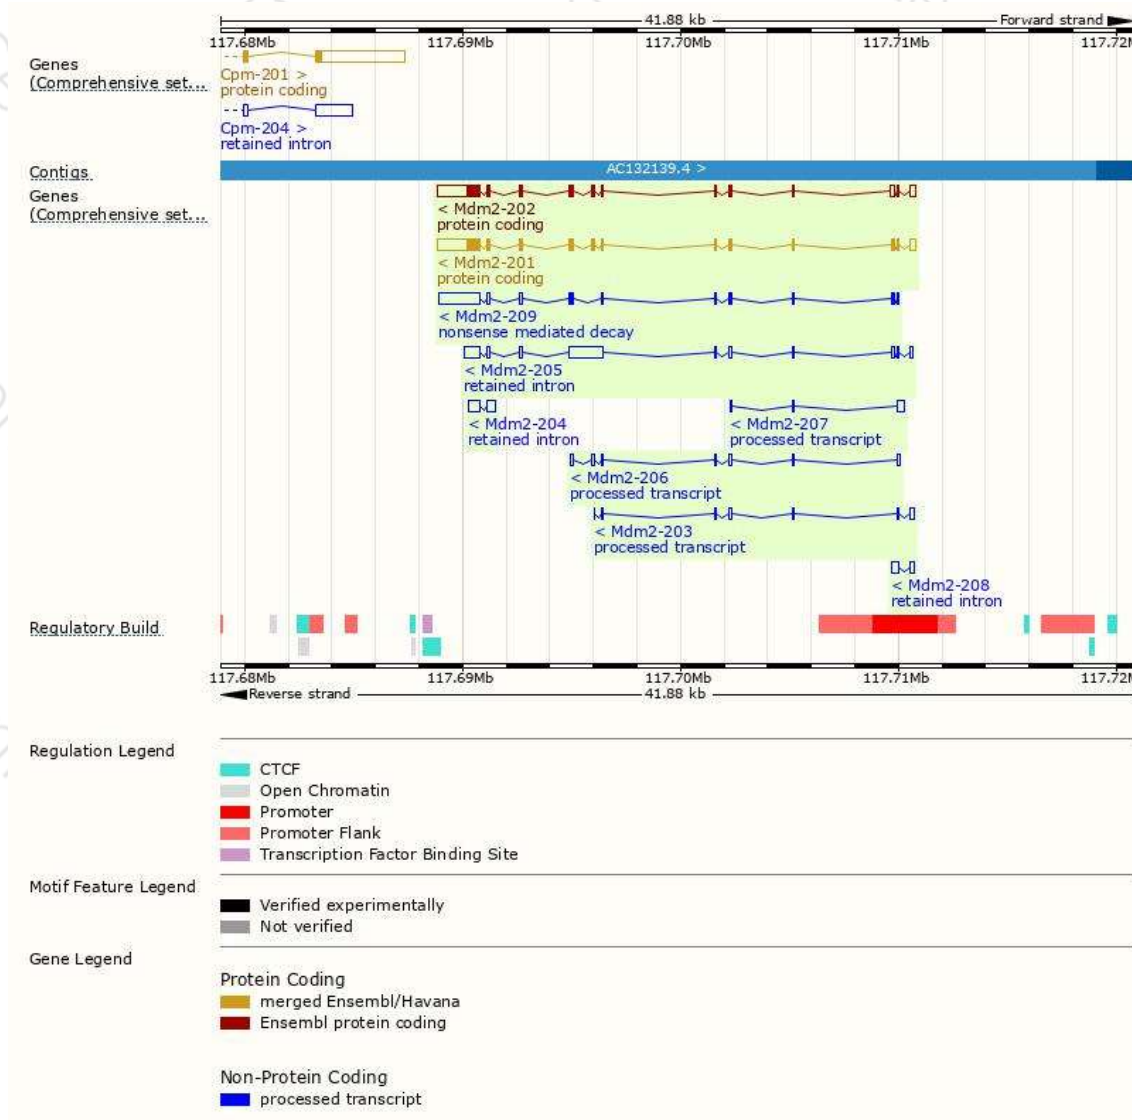 41.88 kb Forward strand
117.68Mb 117.69Mb 117.70Mb 117.71Mb 117.72M
Genes
(Comprehensive set...
Cpm-201 >
protein coding
Cpm-204 >
retained intron
Contigs
AC132139.4 >
Genes
(Comprehensive set...
< Mdm2-202
protein coding
< Mdm2-201
protein coding
< Mdm2-209
nonsense mediated decay
< Mdm2-205
retained intron
< Mdm2-204 < Mdm2-207
retained intron processed transcript
< Mdm2-206
processed transcript
< Mdm2-203
processed transcript
< Mdm2-208
retained intron
Regulatory Build
117.68Mb 117.69Mb 117.70Mb 117.71Mb 117.72M
Reverse strand 41.88 kb
Regulation Legend
CTCF
Open Chromatin
Promoter
Promoter Flank
Transcription Factor Binding Site
Motif Feature Legend
Verified experimentally
Not verified
Gene Legend
Protein Coding
merged Ensembl/Havana
Ensembl protein coding
Non-Protein Coding
processed transcript